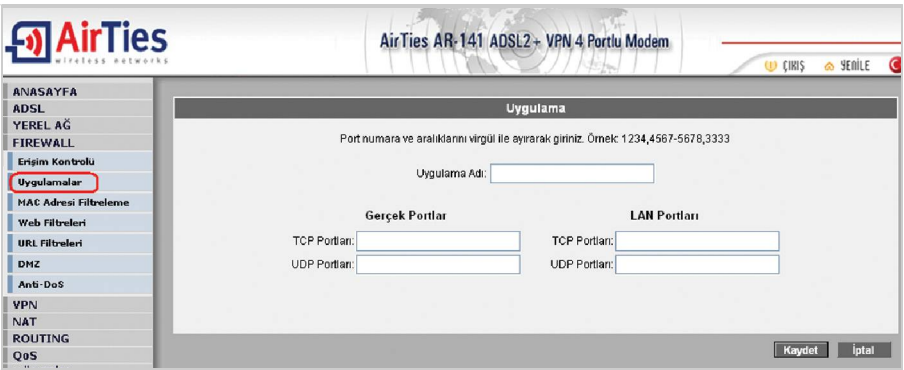 AirTies
wireless networks
AirTies AR-141 ADSL2+ VPN 4 Portlu Modem
ÇIKIŞ
YENİLE
ANASAYFA
ADSL
YEREL AĞ
FIREWALL
Erişim Kontrolü
Uygulamalar
MAC Adresi Filtreleme
Web Filtreleri
URL Filtreleri
DMZ
Anti-DoS
VPN
NAT
ROUTING
QoS
Uygulama
Port numara ve aralıklarını virgül ile ayırarak giriniz. Örnek: 1234,4567-5678,3333
Uygulama Adı:
Gerçek Portlar
LAN Portları
TCP Portları:
TCP Portları:
UDP Portları:
UDP Portları:
Kaydet
İptal